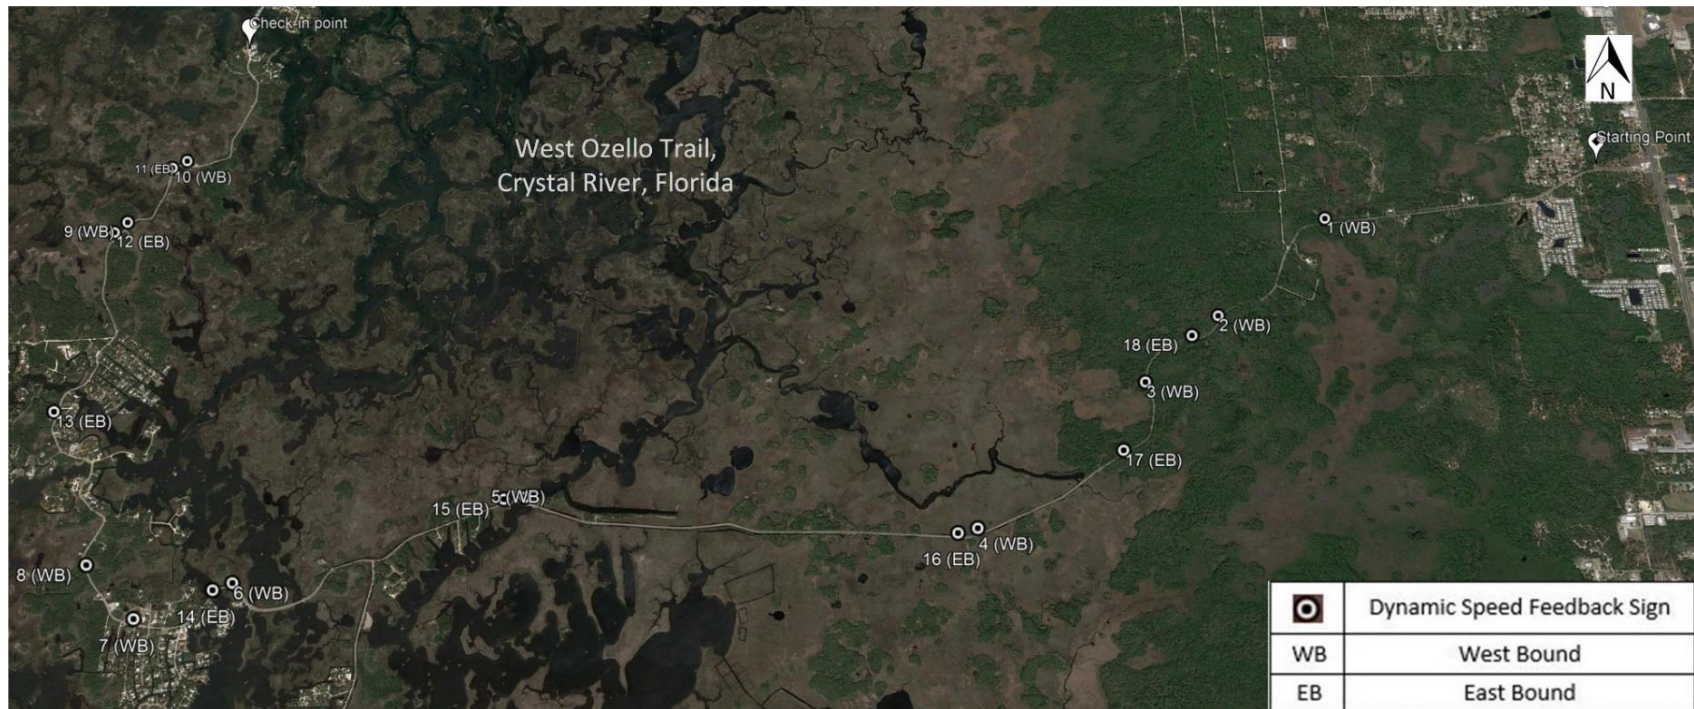 Check-in point
N
Starting Point
West Ozello Trail,
Crystal River, Florida
11 (EB)
10 (WB)
1 (WB)
9 (WB)
12 (EB)
2 (WB)
18 (EB)
3 (WB)
13 (EB)
17 (EB)
5 (WB)
15 (EB)
16 (EB)
4 (WB)
8 (WB)
6 (WB)
14 (EB)
7 (WB)
Dynamic Speed Feedback Sign
WB West Bound
EB East Bound